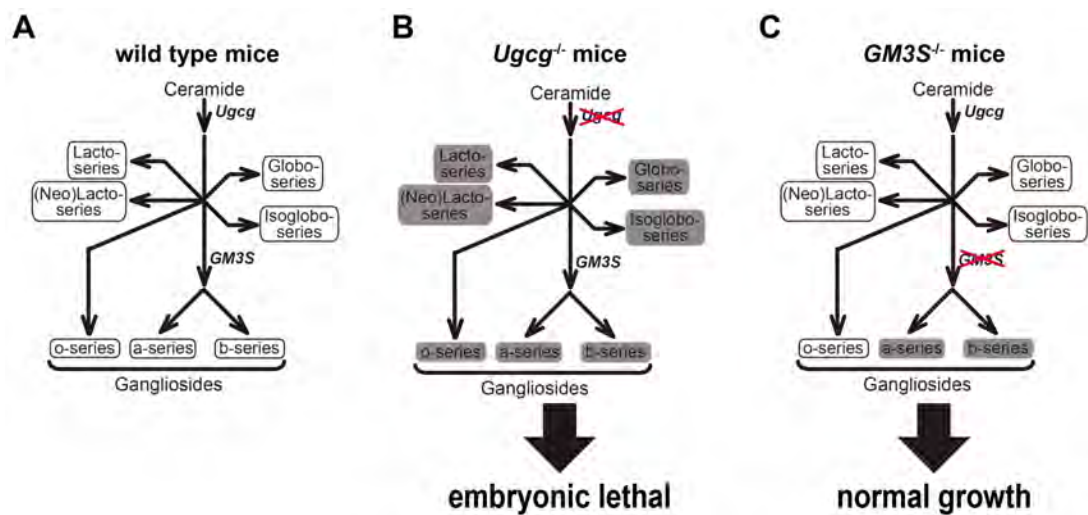 A
wild type mice
Ceramide
Ugcg
Lacto-
series
(Neo)Lacto-
series
Globo-
series
Isoglobo-
series
GM3S
o-series
a-series
b-series
Gangliosides
B
Ugcg-/- mice
Ceramide
Ugcg
Lacto-
series
(Neo)Lacto-
series
Globo-
series
Isoglobo-
series
GM3S
o-series
a-series
b-series
Gangliosides
embryonic lethal
C
GM3S-/- mice
Ceramide
Ugcg
Lacto-
series
(Neo)Lacto-
series
Globo-
series
Isoglobo-
series
GM3S
o-series
a-series
b-series
Gangliosides
normal growth